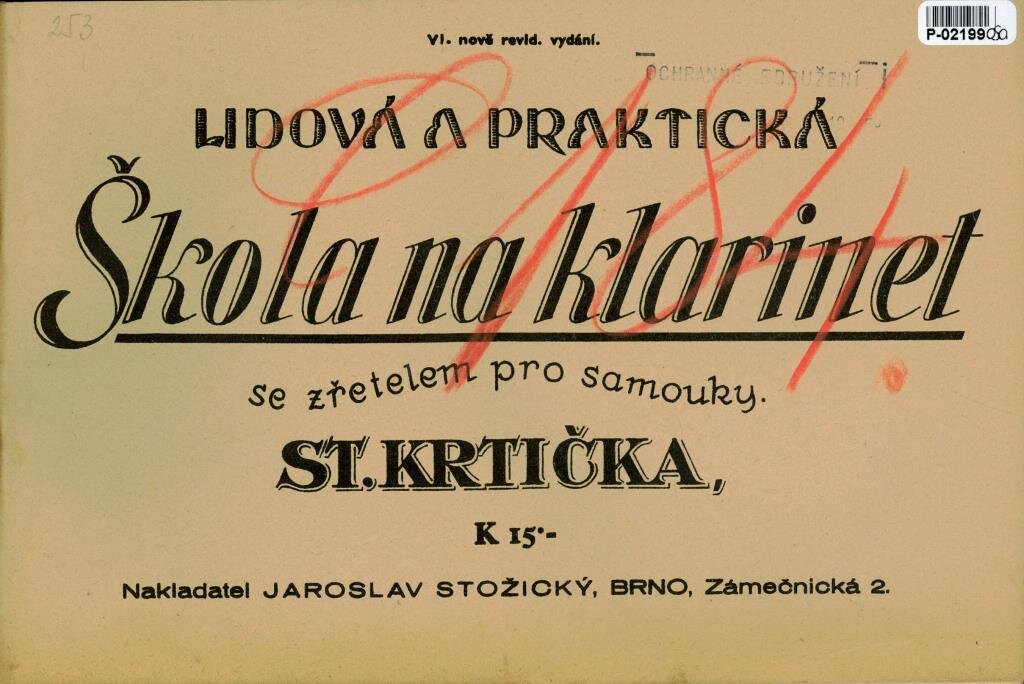 253
P-02199
VI. nově revid. vydání.
OCHRANNÉ SDRUŽENÍ
LIDOVÁ A PRAKTICKÁ
Škola na klarinet
se zřetelem pro samouky.
ST. KRTIČKA,
K 15·-
Nakladatel JAROSLAV STOŽICKÝ, BRNO, Zámečnická 2.